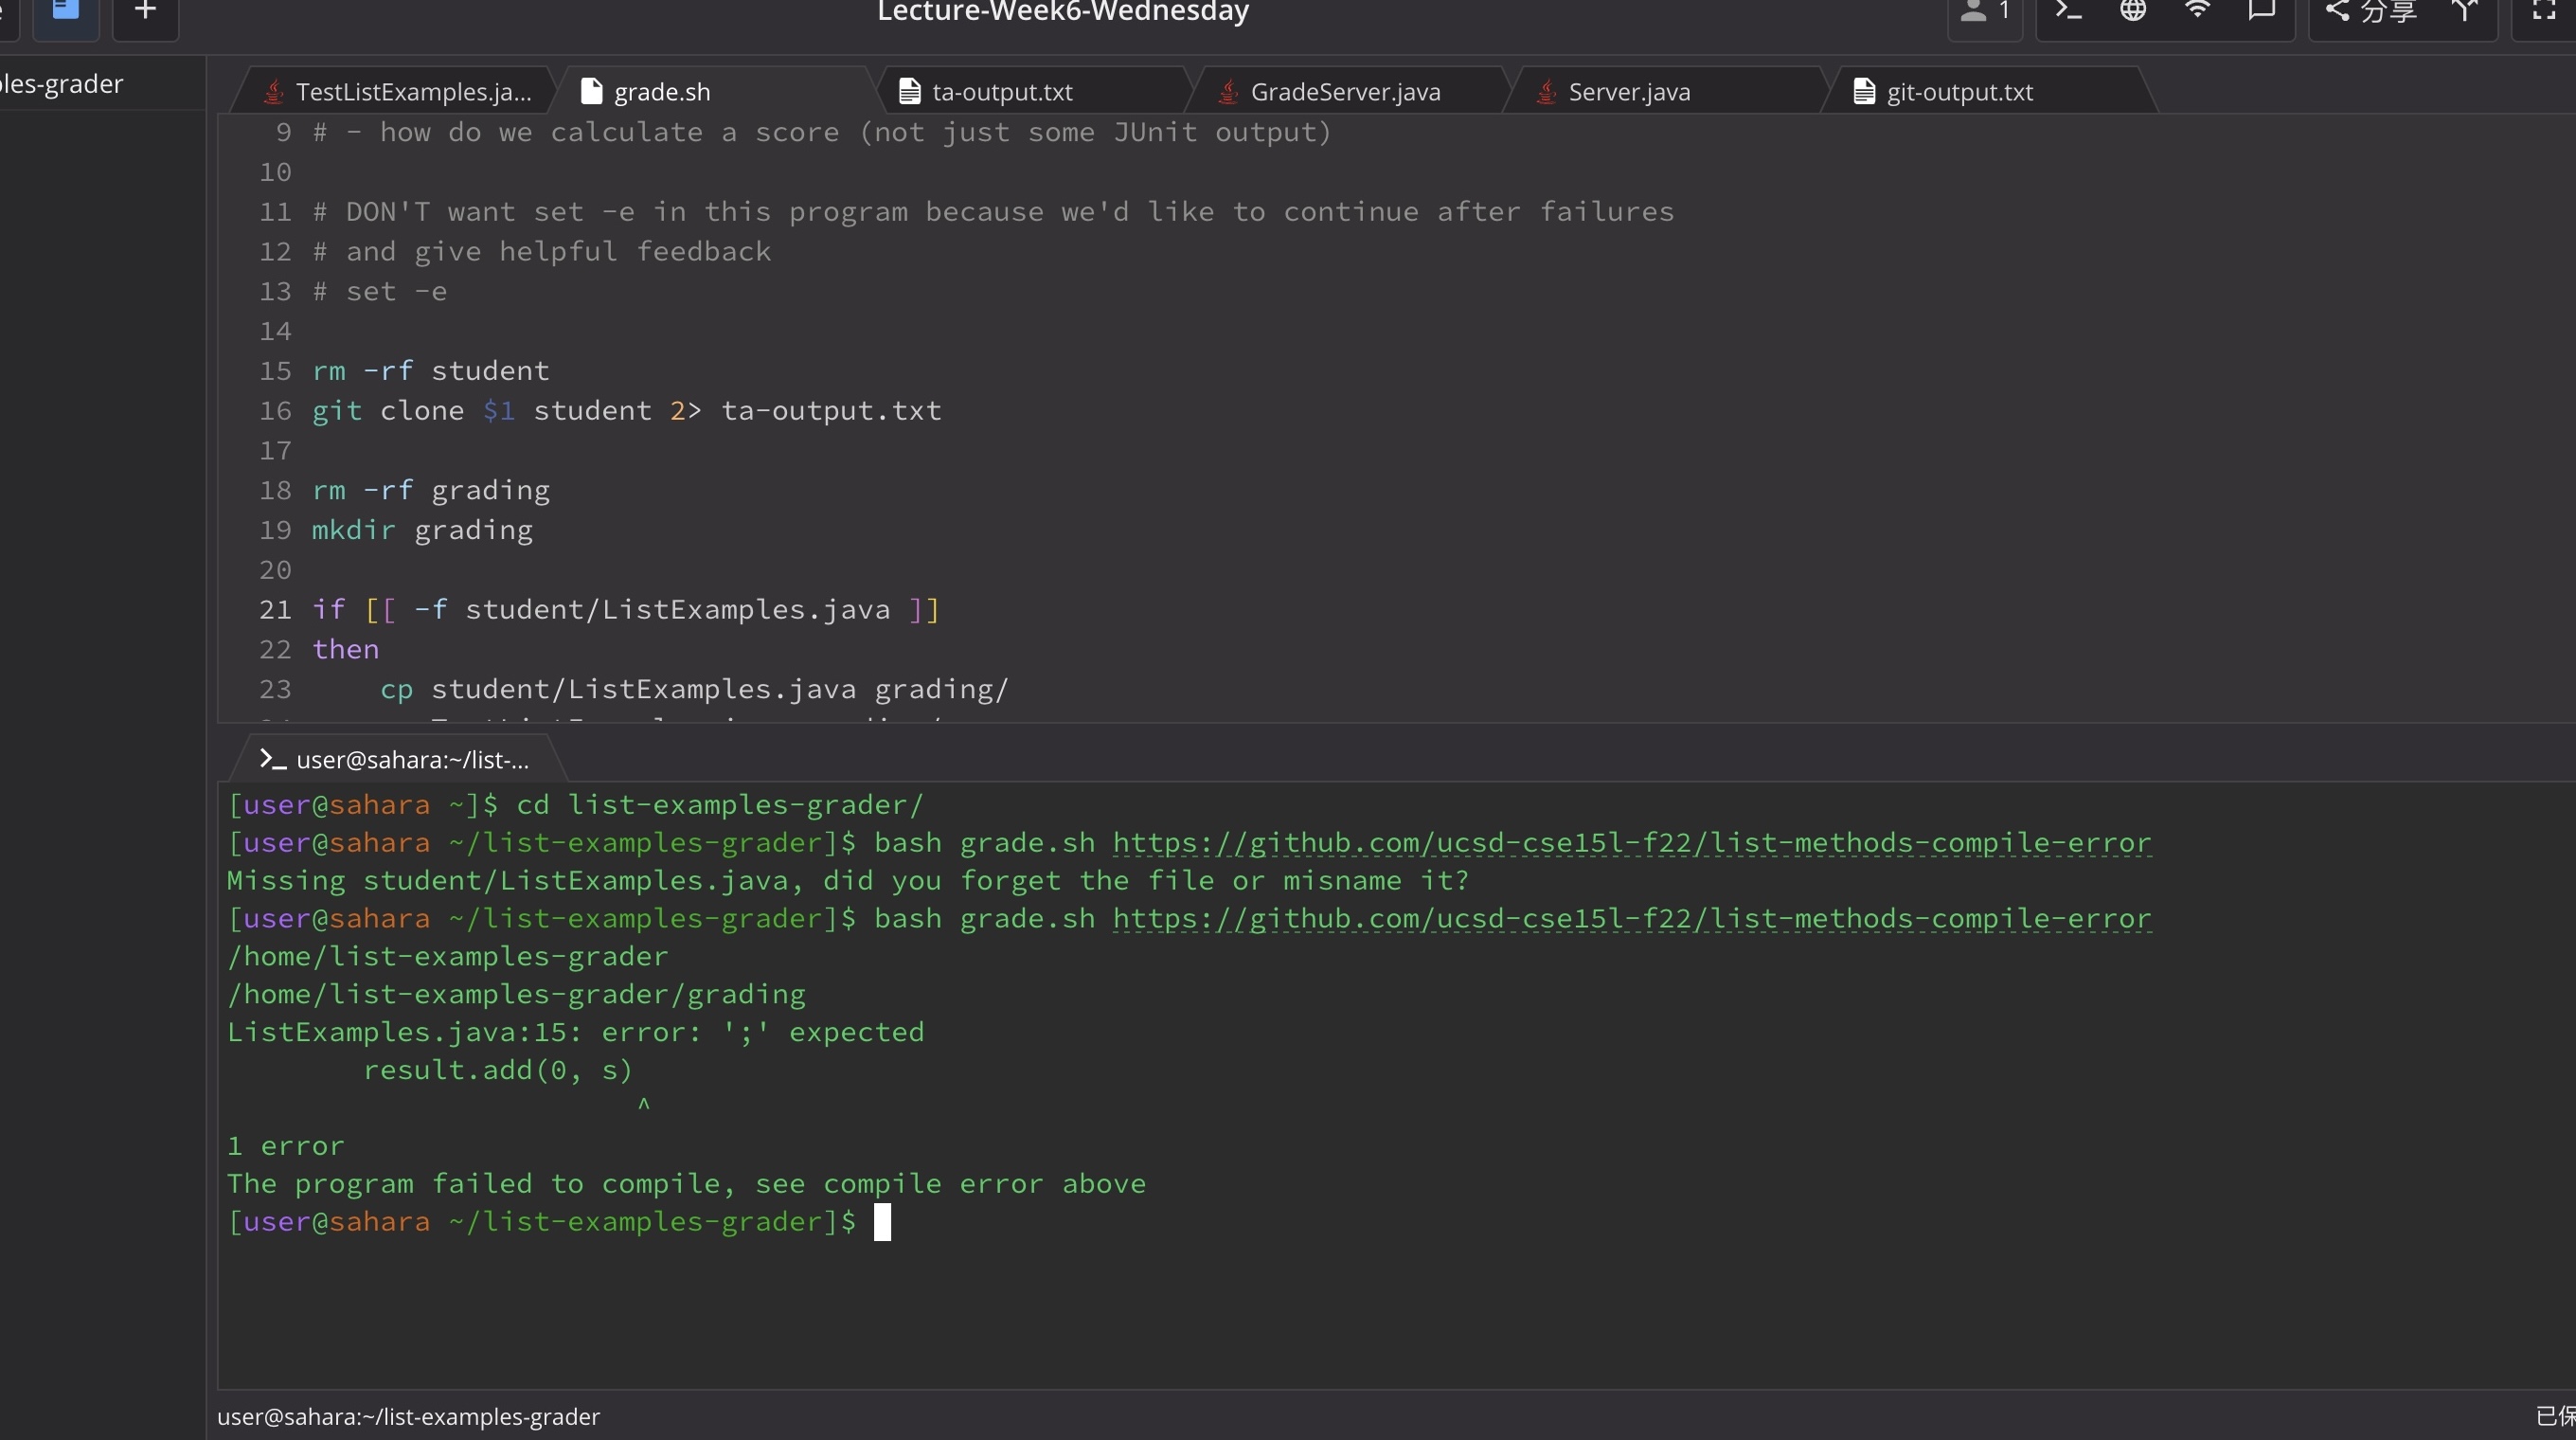 Lecture-Week6-Wednesday
1
分享
les-grader
TestListExamples.ja...
grade.sh
ta-output.txt
GradeServer.java
Server.java
git-output.txt
9 # - how do we calculate a score (not just some JUnit output)
10
11 # DON'T want set -e in this program because we'd like to continue after failures
12 # and give helpful feedback
13 # set -e
14
15 rm -rf student
16 git clone $1 student 2> ta-output.txt
17
18 rm -rf grading
19 mkdir grading
20
21 if [[ -f student/ListExamples.java ]]
22 then
23     cp student/ListExamples.java grading/
user@sahara:~/list-...
[user@sahara ~]$ cd list-examples-grader/
[user@sahara ~/list-examples-grader]$ bash grade.sh https://github.com/ucsd-cse15l-f22/list-methods-compile-error
Missing student/ListExamples.java, did you forget the file or misname it?
[user@sahara ~/list-examples-grader]$ bash grade.sh https://github.com/ucsd-cse15l-f22/list-methods-compile-error
/home/list-examples-grader
/home/list-examples-grader/grading
ListExamples.java:15: error: ';' expected
        result.add(0, s)
                        ^
1 error
The program failed to compile, see compile error above
[user@sahara ~/list-examples-grader]$
user@sahara:~/list-examples-grader
已保